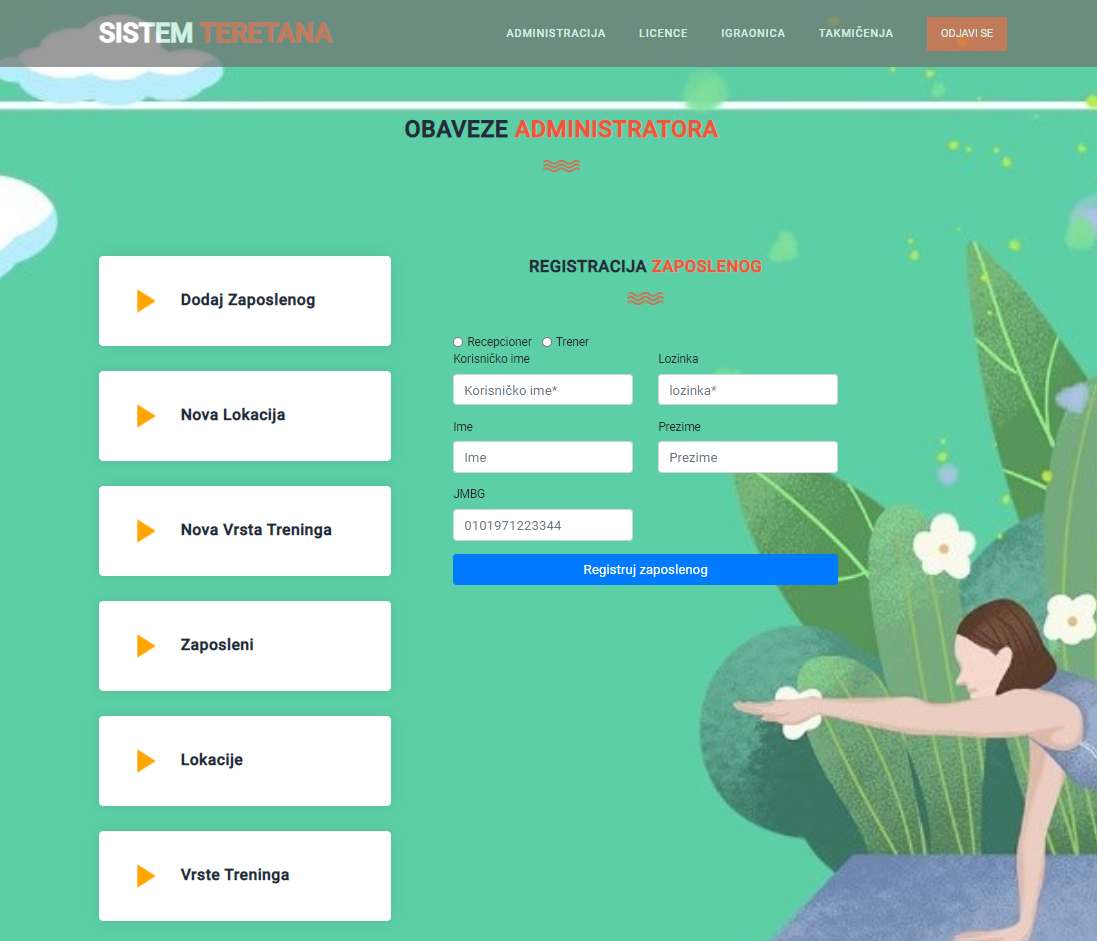 SISTEM TERETANA
ADMINISTRACIJA LICENCE IGRAONICA TAKMIČENJA ODJAVI SE
OBAVEZE ADMINISTRATORA
Dodaj Zaposlenog
Nova Lokacija
Nova Vrsta Treninga
Zaposleni
Lokacije
Vrste Treninga
REGISTRACIJA ZAPOSLENOG
Recepcioner Trener
Korisničko ime Lozinka
Korisničko ime* lozinka*
Ime Prezime
Ime Prezime
JMBG
0101971223344
Registruj zaposlenog